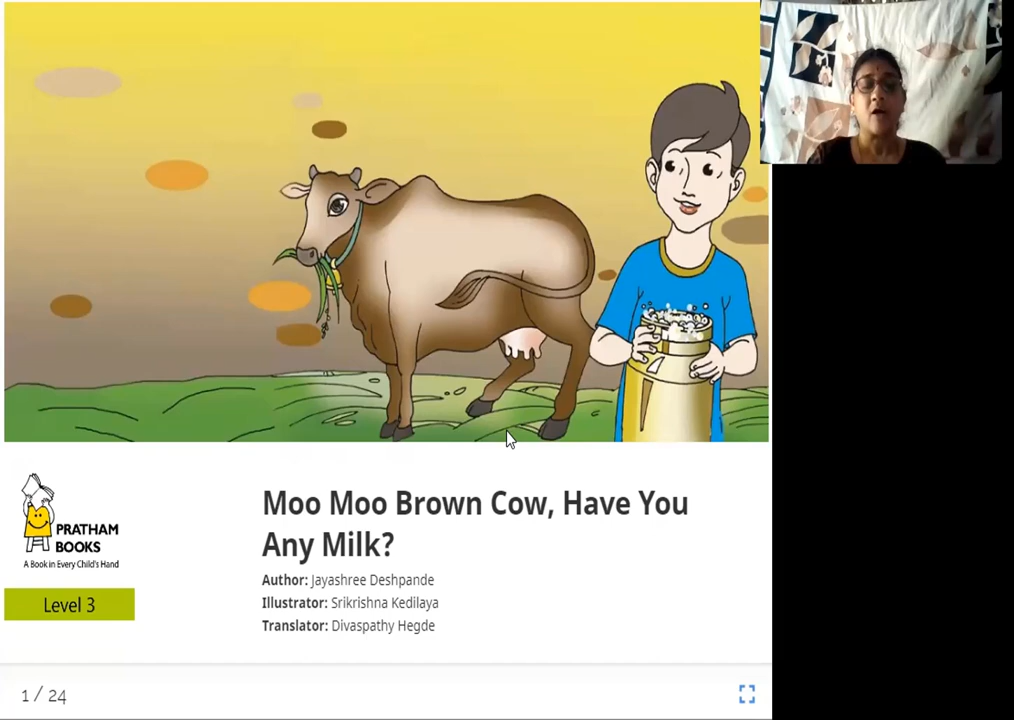 Moo Moo Brown Cow, Have You
Any Milk?
Author: Jayashree Deshpande
Illustrator: Srikrishna Kedilaya
Translator: Divaspathy Hegde
PRATHAM
BOOKS
A Book in Every Child's Hand
Level 3
1 / 24